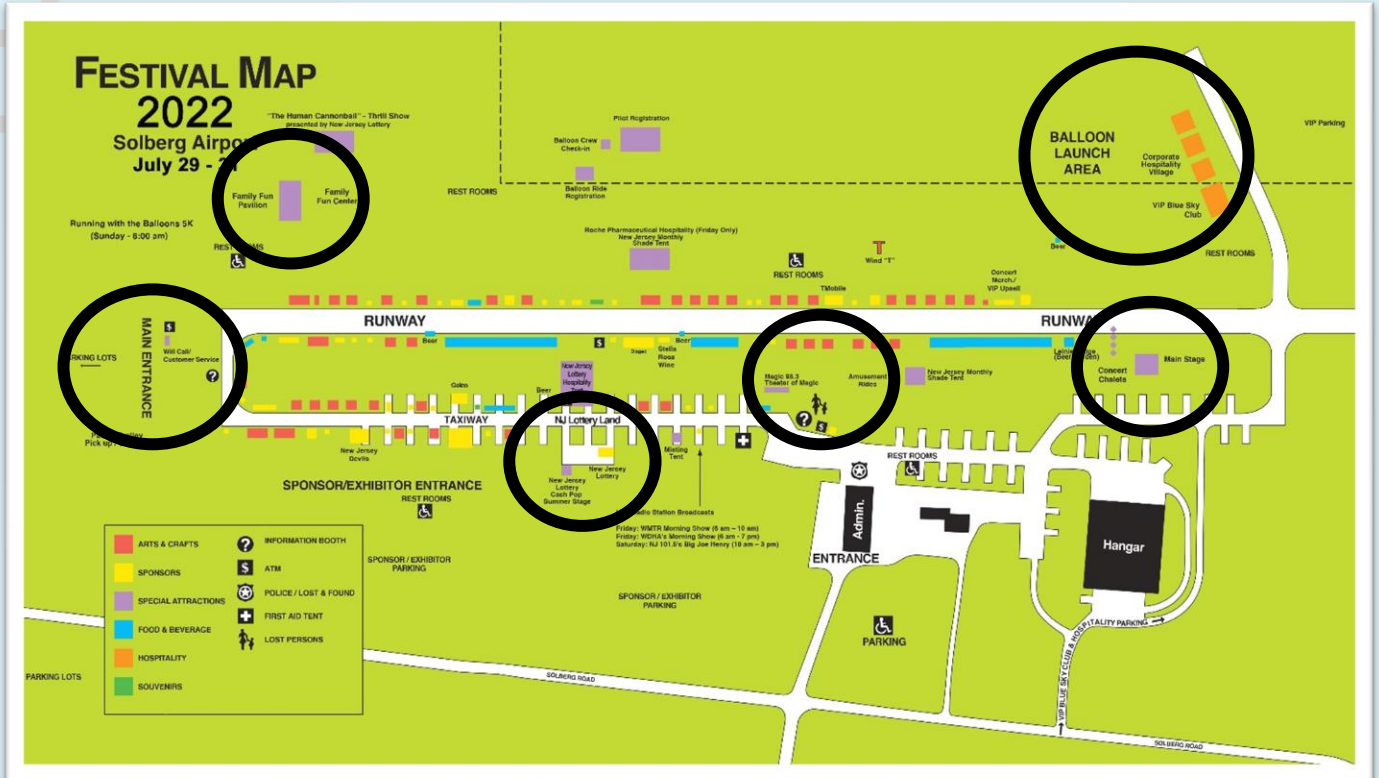 FESTIVAL MAP
2022
Solberg Airpor
July 29 - 3
"The Human Cannonball" - Thrill Show
presented by New Jersey Lottery
Family Fun
Pavilion
Family
Fun Center
Running with the Balloons 5K
(Sunday - 8:00 am)
REST ROOMS
REST ROOMS
Pilot Registration
Balloon Crew
Check-in
Balloon Ride
Registration
Roche Pharmaceutical Hospitality (Friday Only)
New Jersey Monthly
Shade Tent
REST ROOMS
Wind "T"
TMobile
Concert
Merch./
VIP Upsell
BALLOON
LAUNCH
AREA
Corporate
Hospitality
Village
VIP Blue Sky
Club
VIP Parking
Beer
REST ROOMS
RUNWAY
RUNWA
MAIN ENTRANCE
$
Will Call/
Customer Service
?
RKING LOTS
Beer
$
Beer
Stella
Rosa
Wine
New Jersey
Lottery
Hospitality
Magic 98.3
Theater of Magic
Amusement
Rides
New Jersey Monthly
Shade Tent
(Beer
Concert
Chalets
Main Stage
Beer
TAXIWAY
NJ Lottery Land
?
$
Pick up
New Jersey
Devils
Misting
Tent
New Jersey
Lottery
New Jersey
Lottery
Cash Pop
Summer Stage
REST ROOMS
SPONSOR/EXHIBITOR ENTRANCE
REST ROOMS
adio Station Broadcasts
Friday: WMTR Morning Show (6 am – 10 am)
Friday: WDHA's Morning Show (6 am - 7 pm)
Saturday: NJ 101.5's Big Joe Henry (10 am – 3 pm)
Admin.
ENTRANCE
Hangar
SPONSOR / EXHIBITOR
PARKING
SPONSOR / EXHIBITOR
PARKING
PARKING
ARTS & CRAFTS
SPONSORS
SPECIAL ATTRACTIONS
FOOD & BEVERAGE
HOSPITALITY
SOUVENIRS
? INFORMATION BOOTH
$ ATM
POLICE / LOST & FOUND
FIRST AID TENT
LOST PERSONS
PARKING LOTS
SOLBERG ROAD
VIP BLUE SKY CLUB & HOSPITALITY PARKING
SOLBERG ROAD